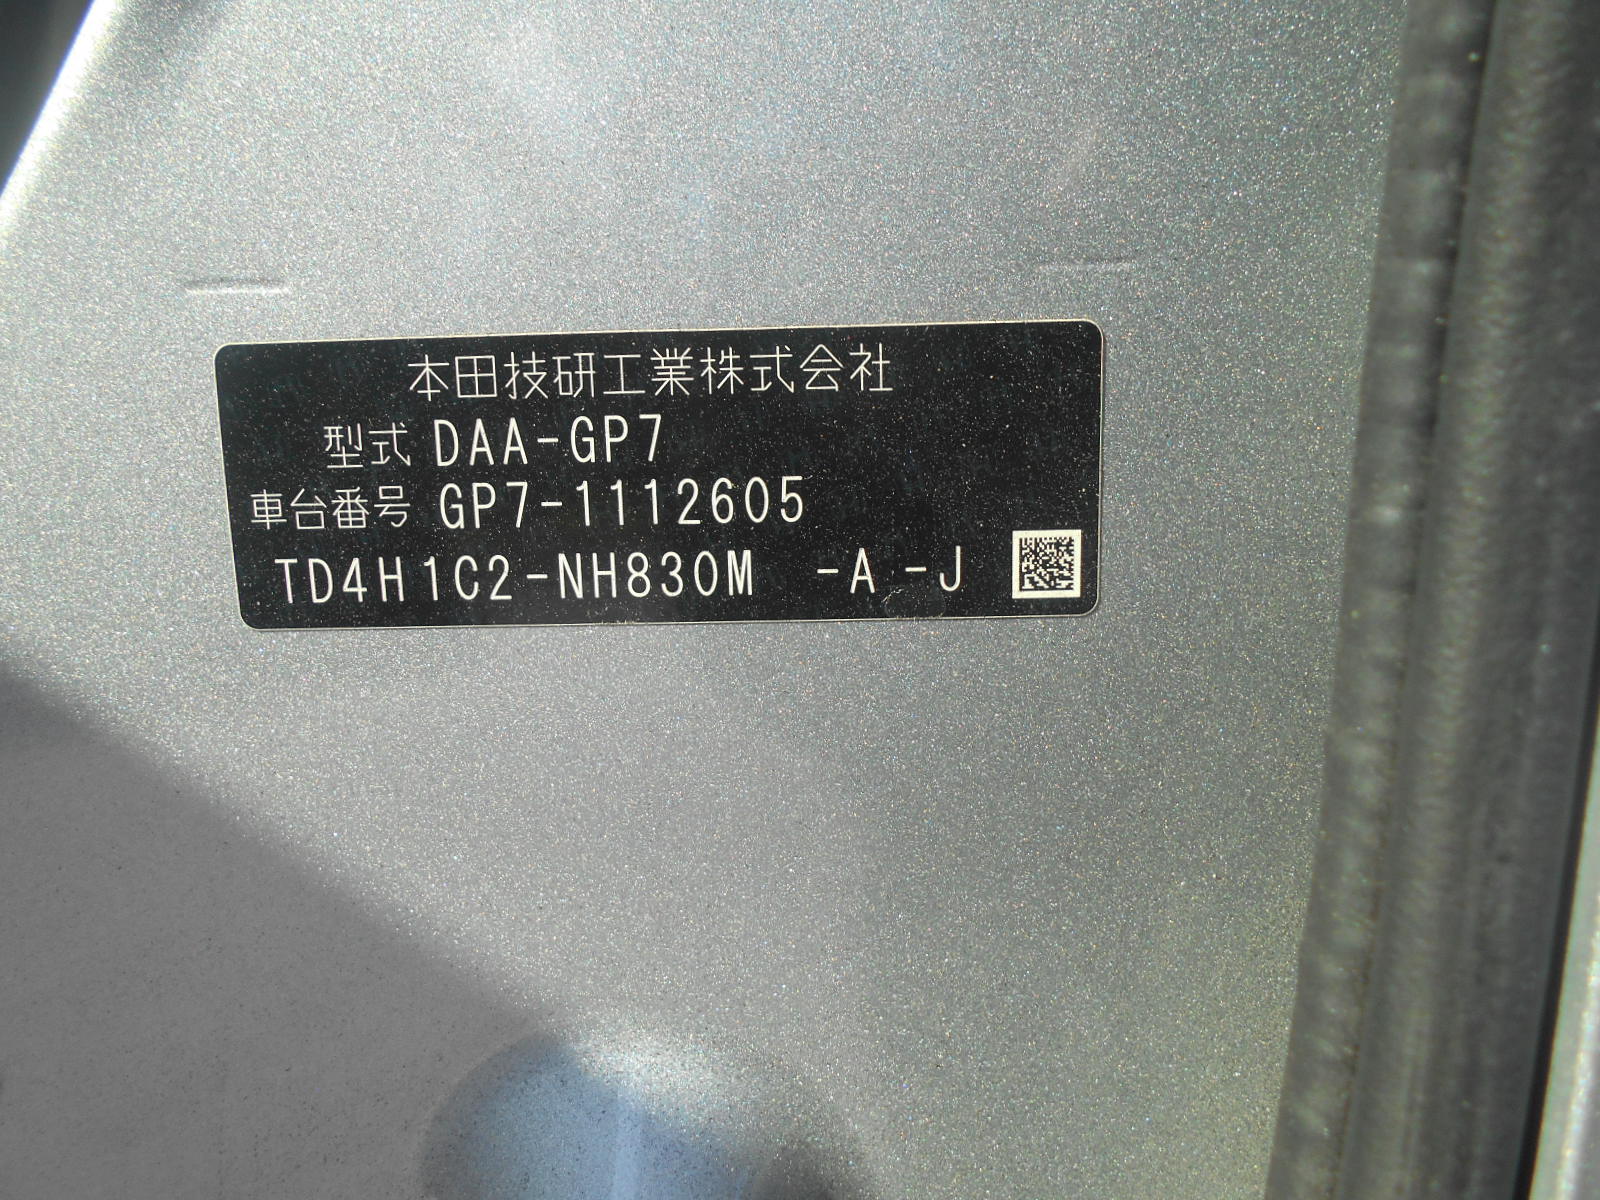 本田技研工業株式会社
型式 DAA-GP7
車台番号 GP7-1112605
TD4H1C2-NH830M -A -J